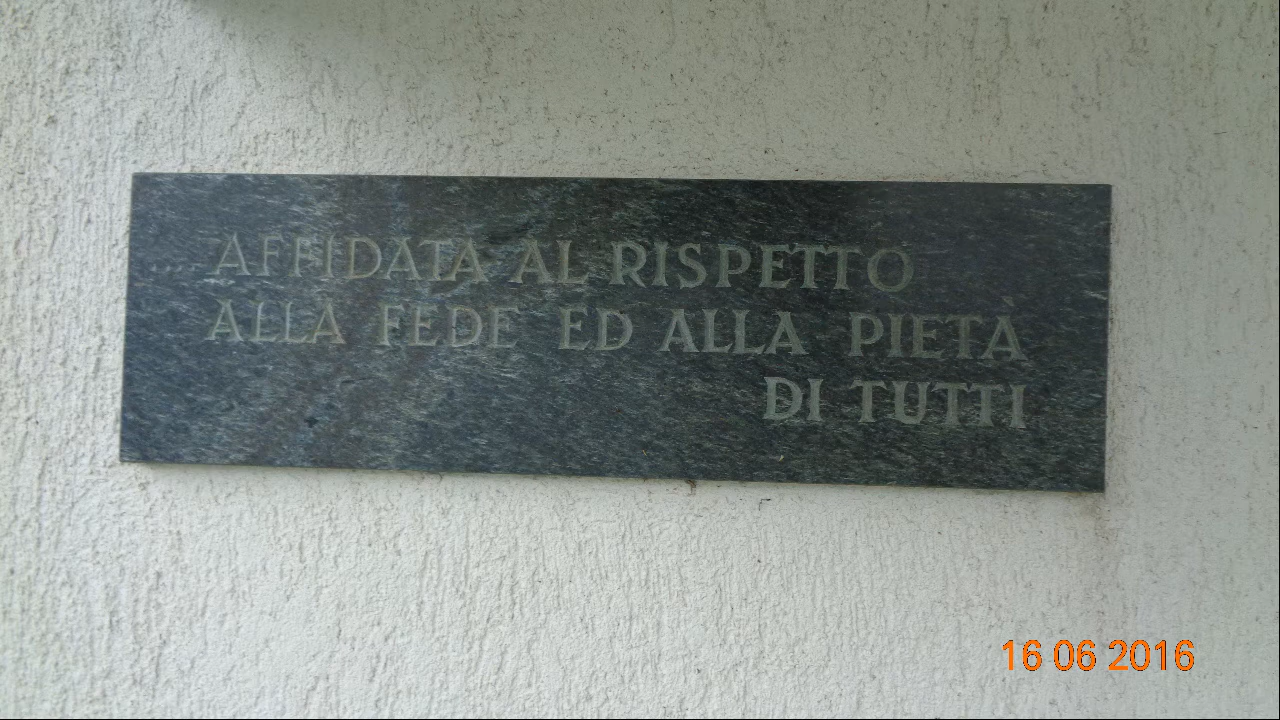 ....AFFIDATA AL RISPETTO
ALLA FEDE ED ALLA PIETÀ
DI TUTTI
16 06 2016